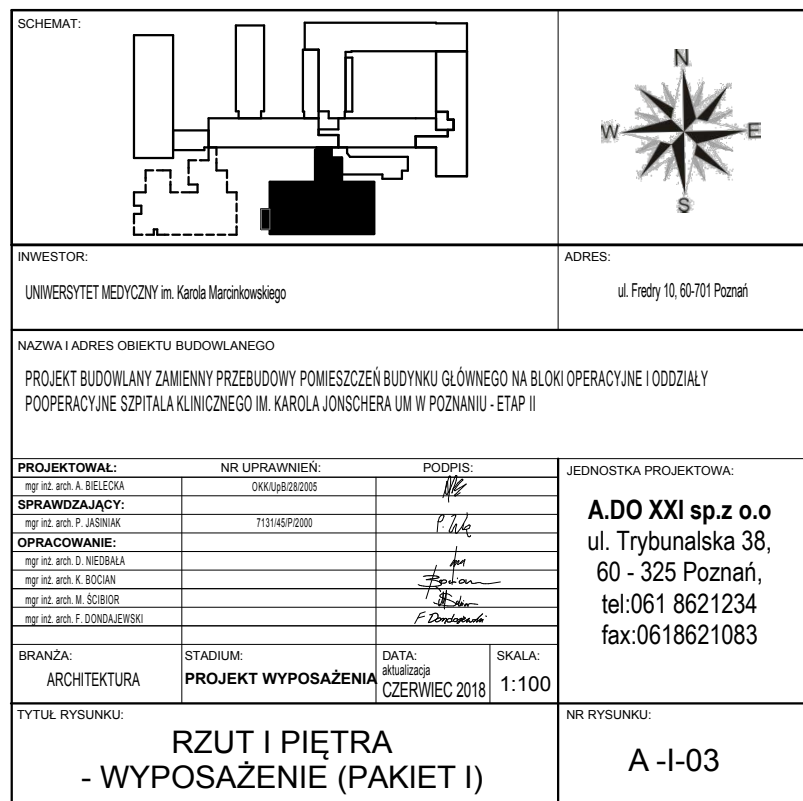 SCHEMAT:
N
W
E
S
INWESTOR:
UNIWERSYTET MEDYCZNY im. Karola Marcinkowskiego
ADRES:
ul. Fredry 10, 60-701 Poznań
NAZWA I ADRES OBIEKTU BUDOWLANEGO
PROJEKT BUDOWLANY ZAMIENNY PRZEBUDOWY POMIESZCZEŃ BUDYNKU GŁÓWNEGO NA BLOKI OPERACYJNE I ODDZIAŁY
POOPERACYJNE SZPITALA KLINICZNEGO IM. KAROLA JONSCHERA UM W POZNANIU - ETAP II
PROJEKTOWAŁ: NR UPRAWNIEŃ: PODPIS:
mgr inż. arch. A. BIELECKA OKK/UpB/28/2005
SPRAWDZAJĄCY:
mgr inż. arch. P. JASINIAK 7131/45/P/2000
OPRACOWANIE:
mgr inż. arch. D. NIEDBAŁA
mgr inż. arch. K. BOCIAN Bocian
mgr inż. arch. M. ŚCIBIOR
mgr inż. arch. F. DONDAJEWSKI F Dondajewski
JEDNOSTKA PROJEKTOWA:
A.DO XXI sp.z o.o
ul. Trybunalska 38,
60 - 325 Poznań,
tel:061 8621234
fax:0618621083
BRANŻA:
ARCHITEKTURA
STADIUM:
PROJEKT WYPOSAŻENIA
DATA:
aktualizacja
CZERWIEC 2018
SKALA:
1:100
TYTUŁ RYSUNKU:
RZUT I PIĘTRA
- WYPOSAŻENIE (PAKIET I)
NR RYSUNKU:
A -I-03